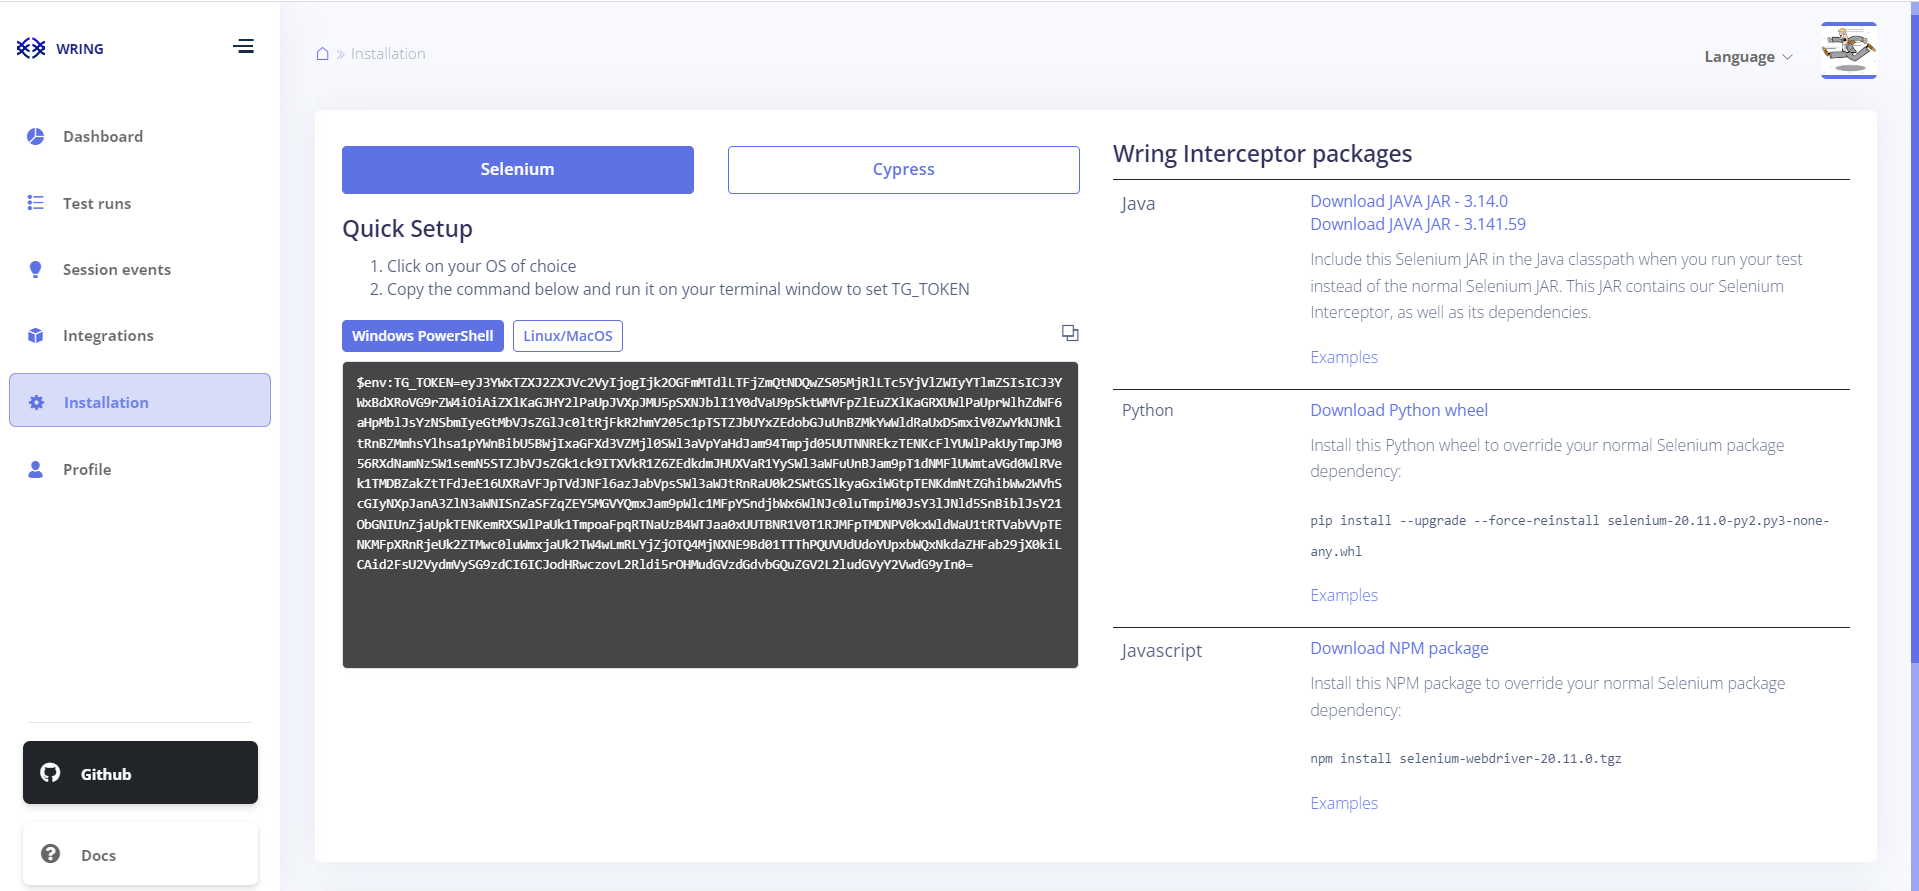 WRING
Dashboard
Test runs
Session events
Integrations
Installation
Profile
Github
Docs
» Installation
Language
Selenium
Cypress
Quick Setup
1. Click on your OS of choice
2. Copy the command below and run it on your terminal window to set TG_TOKEN
Windows PowerShell
Linux/MacOS
Wring Interceptor packages
Java
Download JAVA JAR - 3.14.0
Download JAVA JAR - 3.141.59
Include this Selenium JAR in the Java classpath when you run your test
instead of the normal Selenium JAR. This JAR contains our Selenium
Interceptor, as well as its dependencies.
Examples
Python
Download Python wheel
Install this Python wheel to override your normal Selenium package
dependency:
pip install --upgrade --force-reinstall selenium-20.11.0-py2.py3-none-
any.whl
Examples
Javascript
Download NPM package
Install this NPM package to override your normal Selenium package
dependency:
npm install selenium-webdriver-20.11.0.tgz
Examples